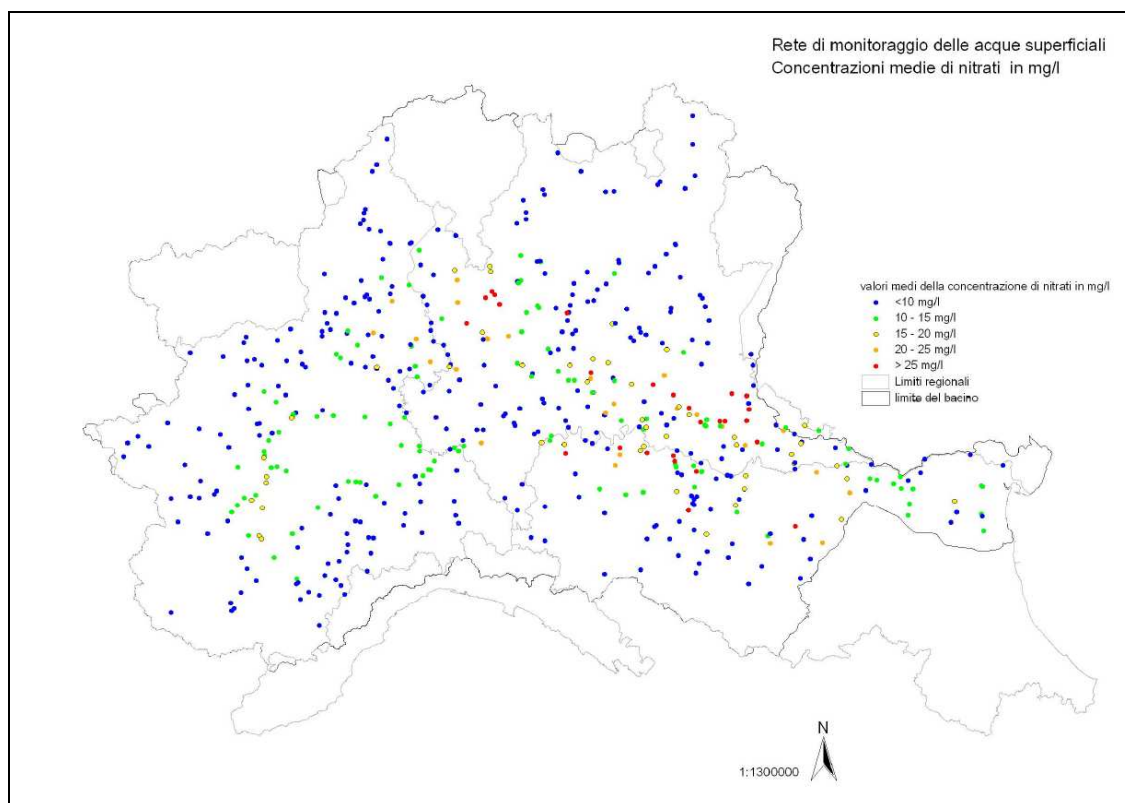 Rete di monitoraggio delle acque superficiali
Concentrazioni medie di nitrati in mg/l
valori medi della concentrazione di nitrati in mg/l
<10 mg/l
10 - 15 mg/l
15 - 20 mg/l
20 - 25 mg/l
> 25 mg/l
Limiti regionali
limite del bacino
N
1:1300000